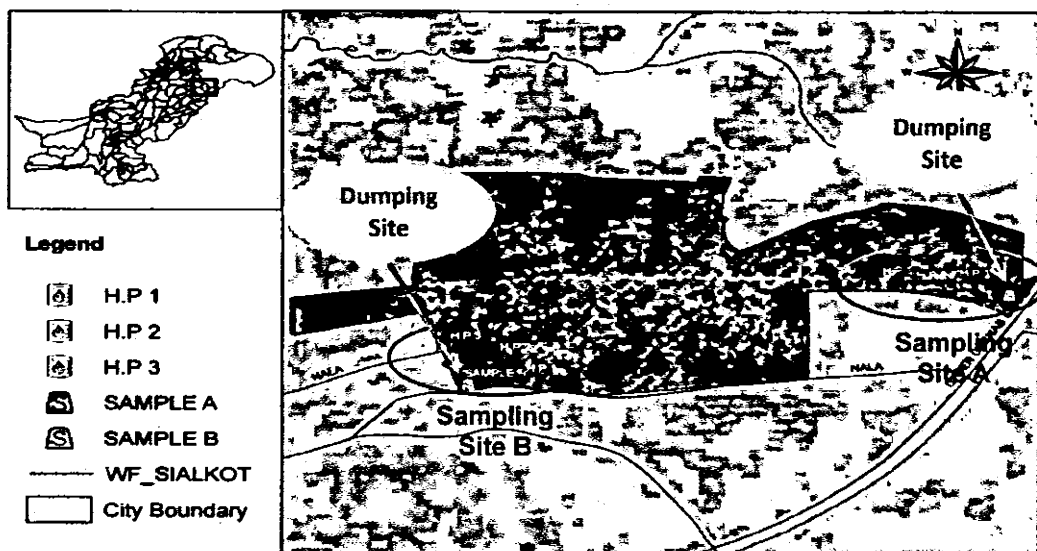 N
W
E
S
Dumping
Site
Dumping
Site
Legend
H.P 1
H.P 2
H.P 3
SAMPLE A
SAMPLE B
WF_SIALKOT
City Boundary
NALA
NALA
Sampling
Site A
Sampling
Site B